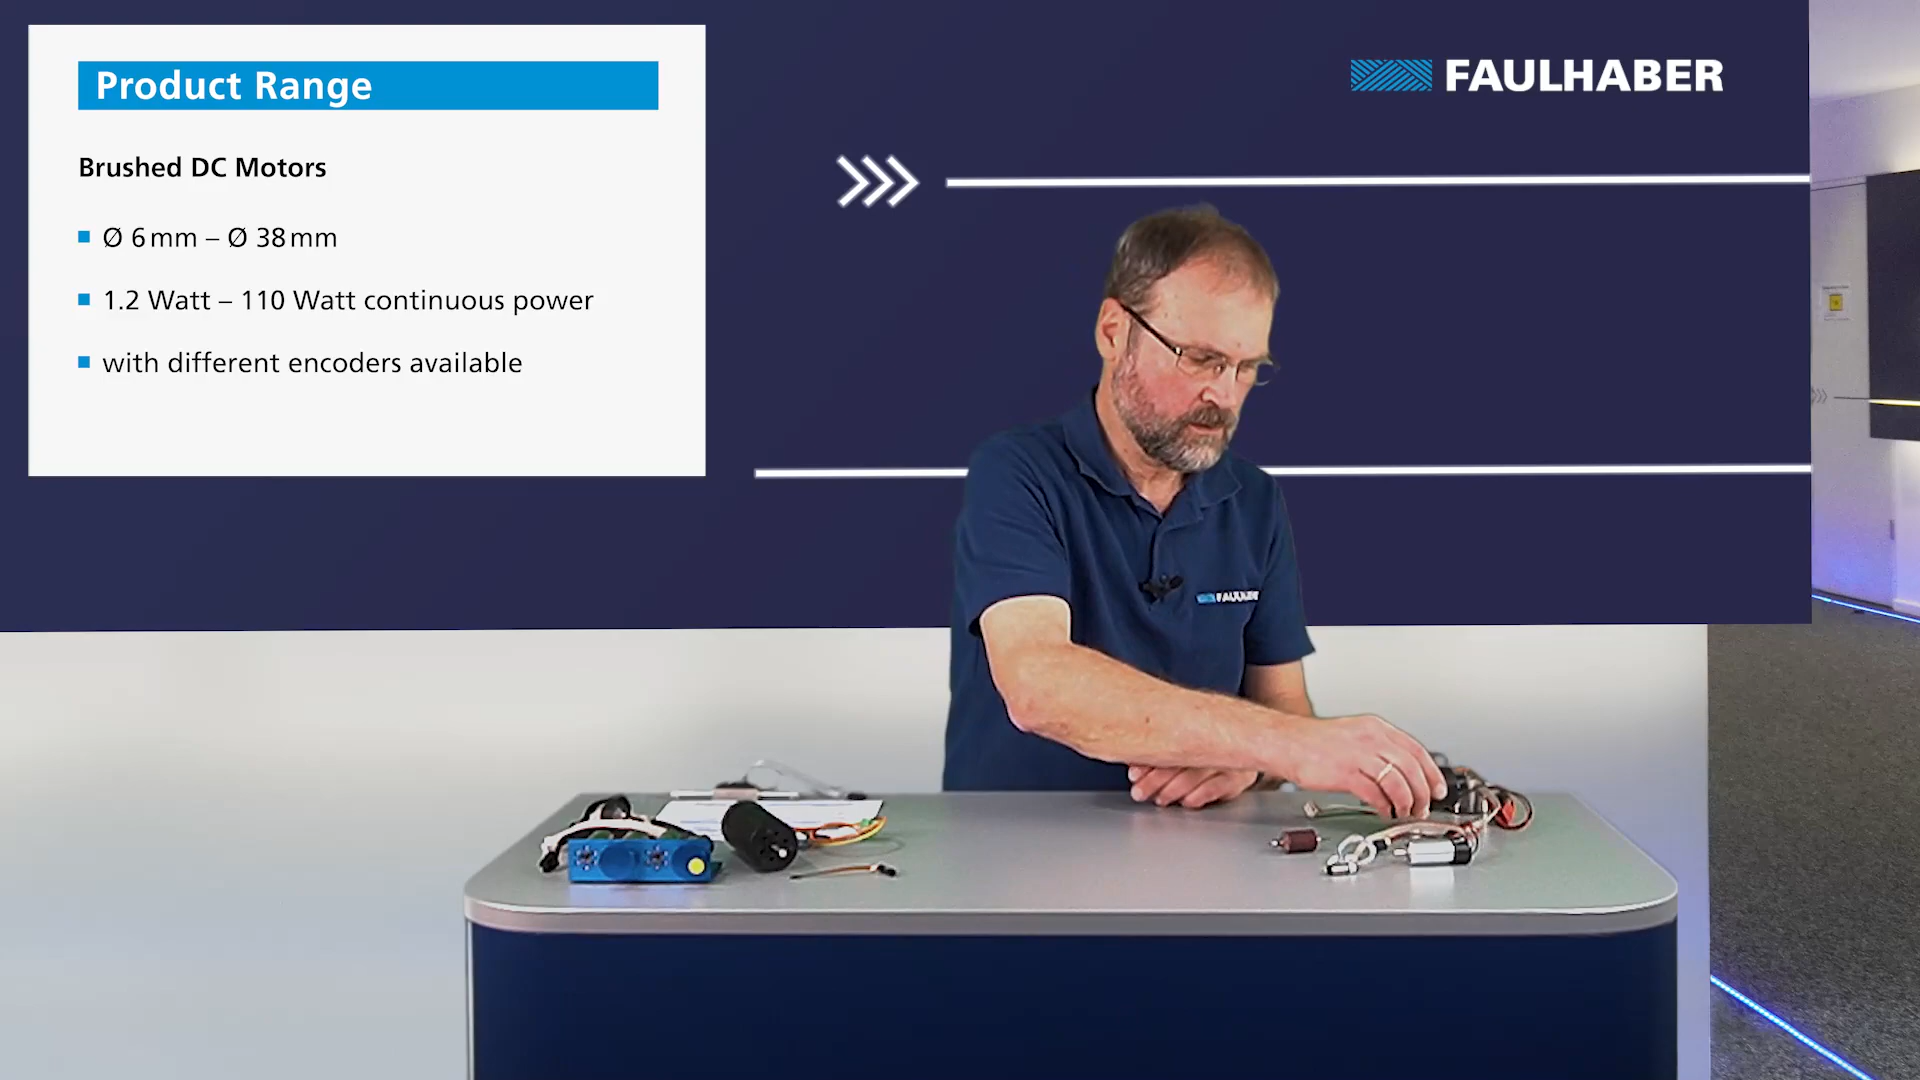 Product Range
FAULHABER
Brushed DC Motors
Ø 6 mm – Ø 38 mm
1.2 Watt – 110 Watt continuous power
with different encoders available
FAULHABER